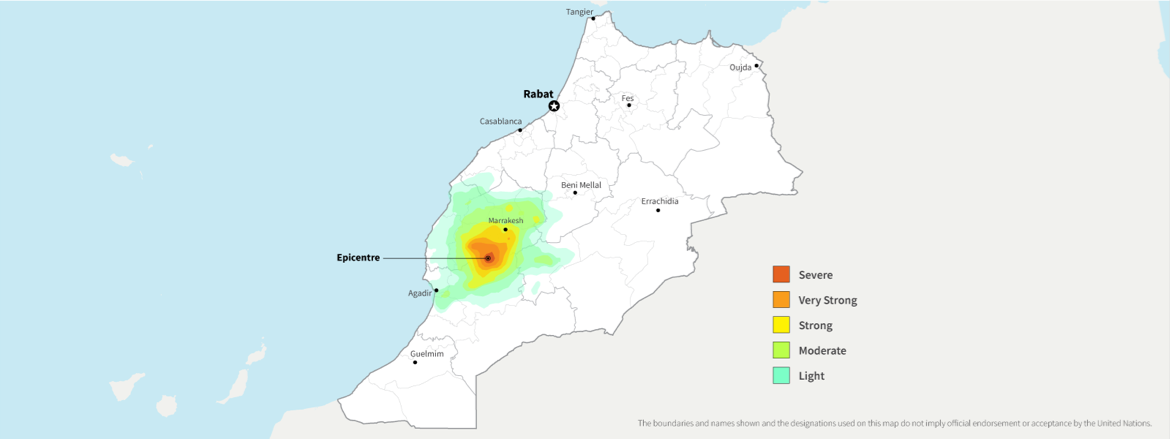 Tangier
Oujda
Rabat
Fes
Casablanca
Beni Mellal
Errachidia
Marrakesh
Epicentre
Agadir
Guelmim
Severe
Very Strong
Strong
Moderate
Light
The boundaries and names shown and the designations used on this map do not imply official endorsement or acceptance by the United Nations.